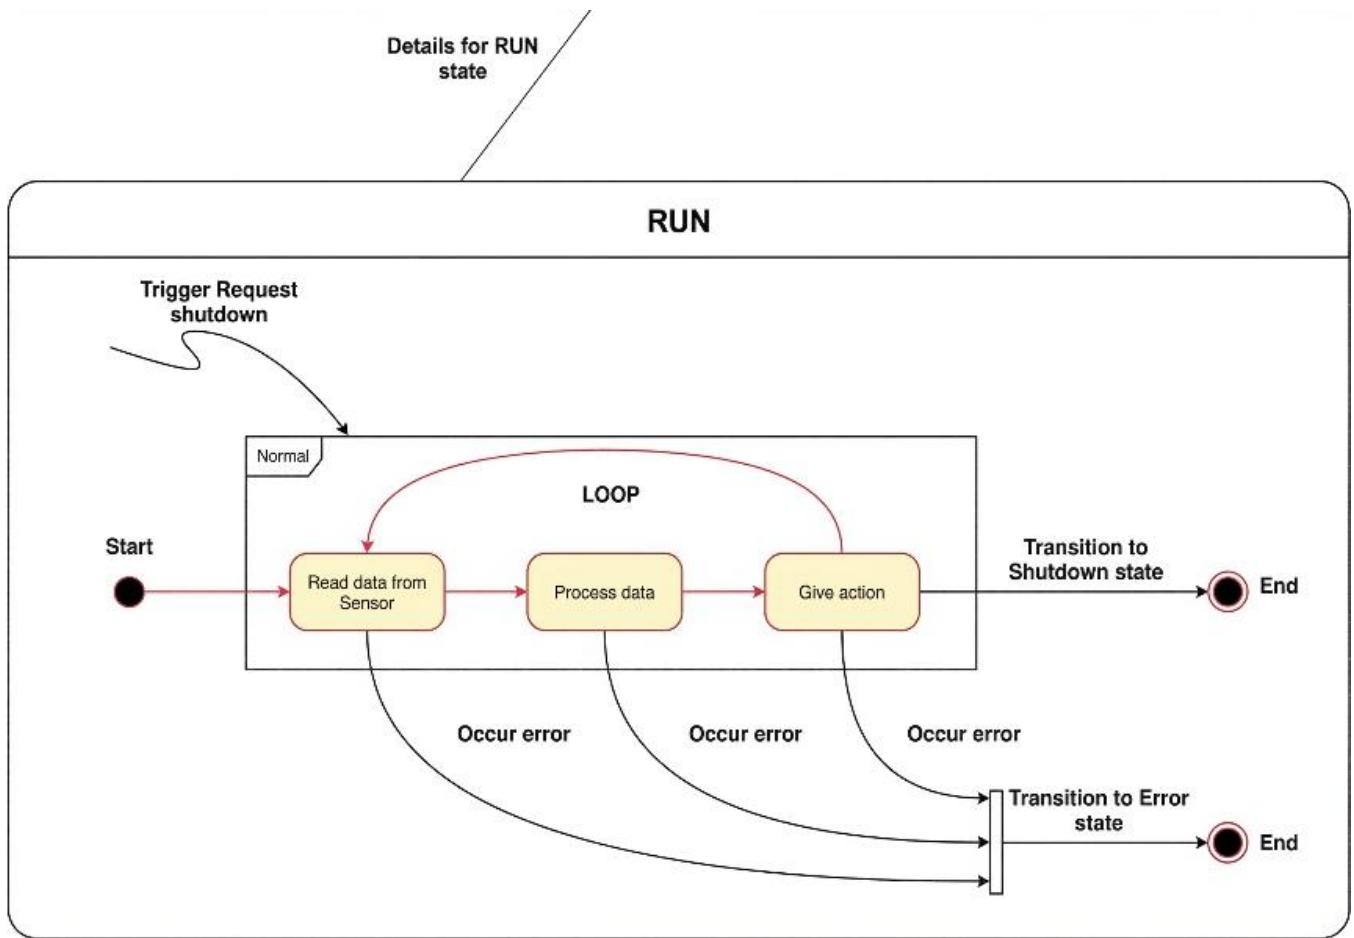 Details for RUN
state
RUN
Trigger Request
shutdown
Normal
LOOP
Start
Read data from
Sensor
Process data
Give action
Transition to
Shutdown state
End
Occur error
Occur error
Occur error
Transition to Error
state
End